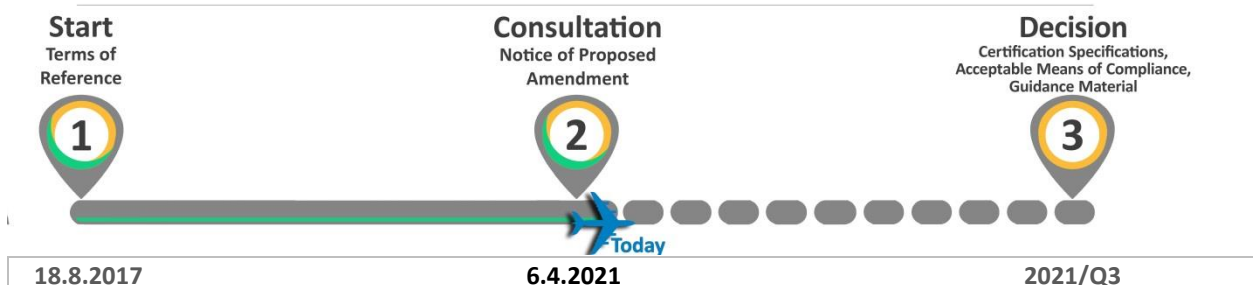 Start
Terms of
Reference
Consultation
Notice of Proposed
Amendment
Decision
Certification Specifications,
Acceptable Means of Compliance,
Guidance Material
1
2
3
Today
18.8.2017
6.4.2021
2021/Q3